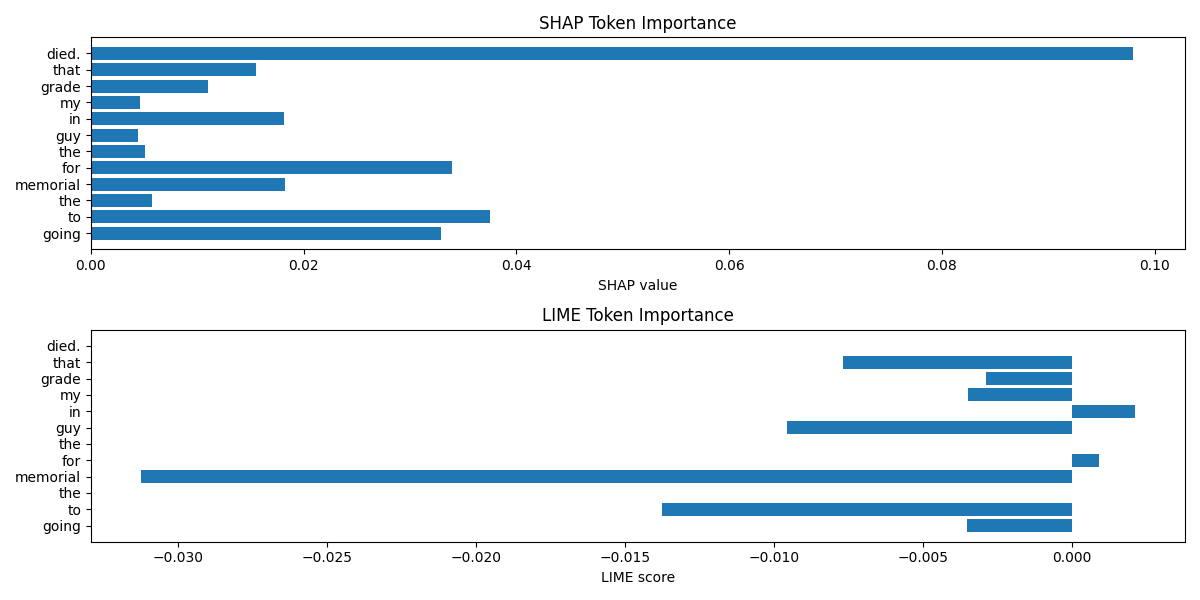 SHAP Token Importance
died.
that
grade
my
in
guy
the
for
memorial
the
to
going
0.00 0.02 0.04 0.06 0.08 0.10
SHAP value
LIME Token Importance
died.
that
grade
my
in
guy
the
for
memorial
the
to
going
−0.030 −0.025 −0.020 −0.015 −0.010 −0.005 0.000
LIME score